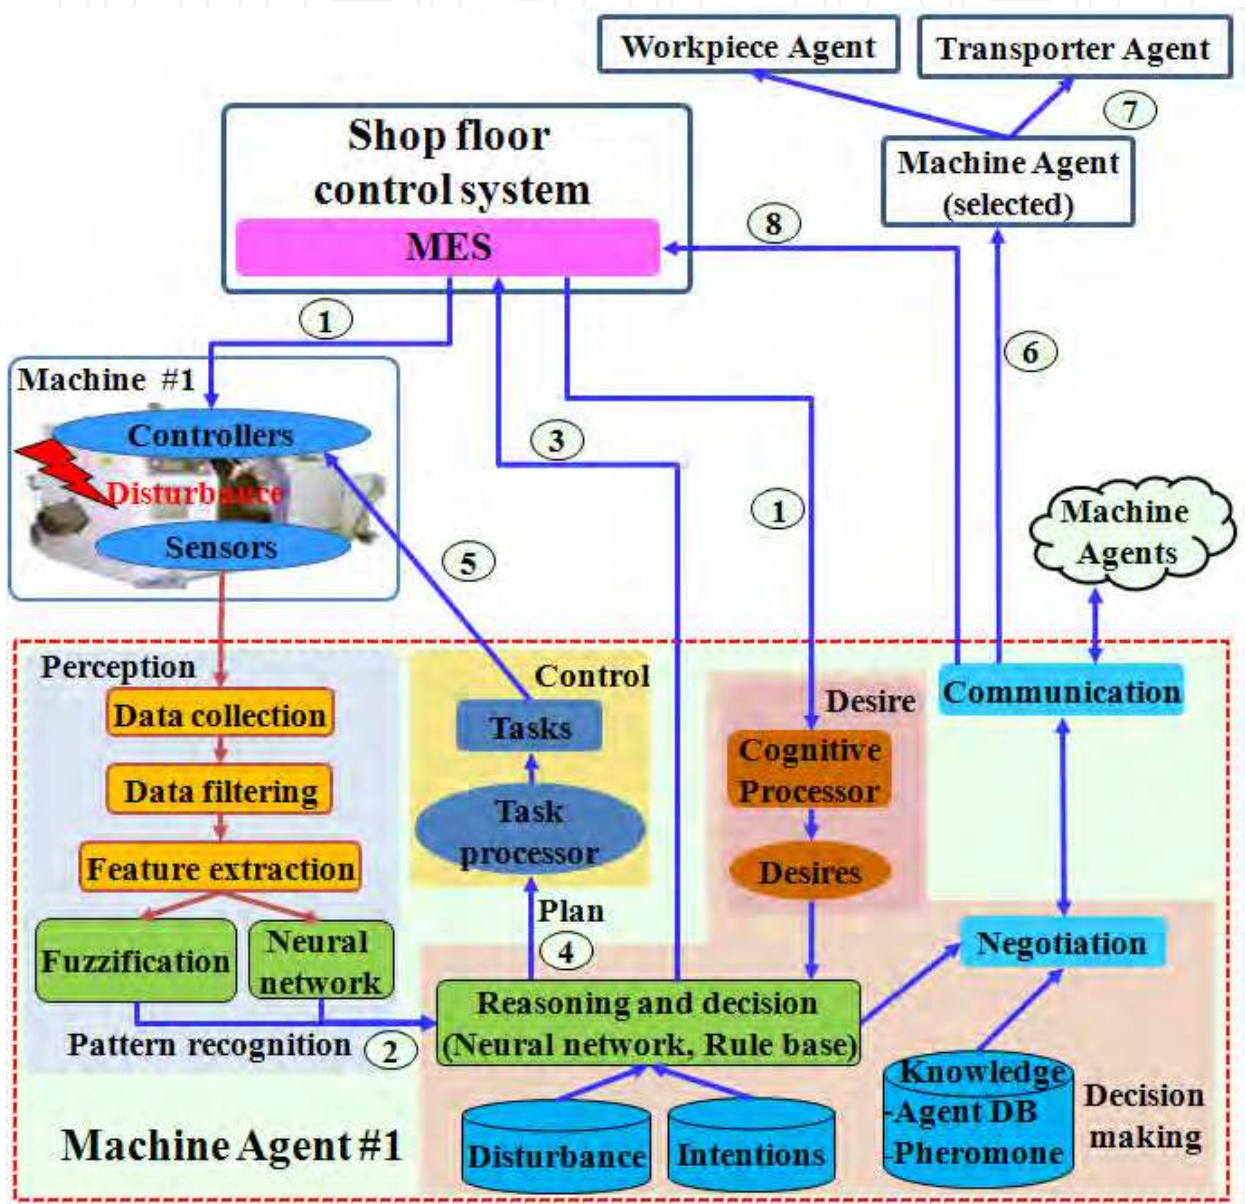 Workpiece Agent
Transporter Agent
7
Shop floor
control system
MES
Machine Agent
(selected)
8
1
6
Machine #1
Controllers
Disturbance
Sensors
3
1
5
Machine
Agents
Perception
Control
Desire
Communication
Data collection
Tasks
Cognitive
Processor
Data filtering
Task
processor
Feature extraction
Desires
Plan
4
Fuzzification
Neural
network
Negotiation
Reasoning and decision
(Neural network, Rule base)
Pattern recognition
2
Knowledge
-Agent DB
-Pheromone
Decision
making
Disturbance
Intentions
Machine Agent #1